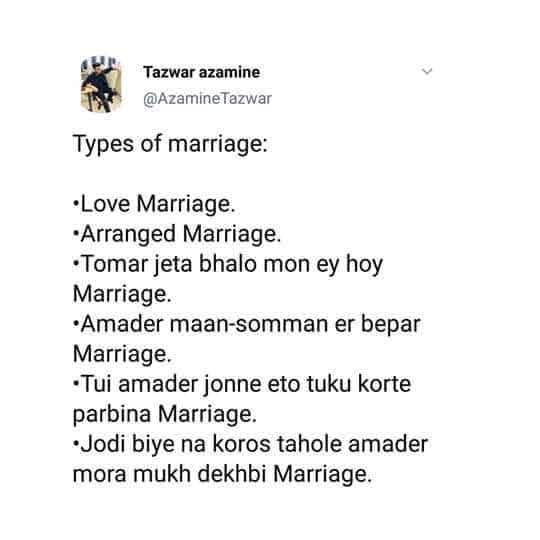 Tazwar azamine
@AzamineTazwar
Types of marriage:
•Love Marriage.
•Arranged Marriage.
•Tomar jeta bhalo mon ey hoy
Marriage.
•Amader maan-somman er bepar
Marriage.
•Tui amader jonne eto tuku korte
parbina Marriage.
•Jodi biye na koros tahole amader
mora mukh dekhbi Marriage.